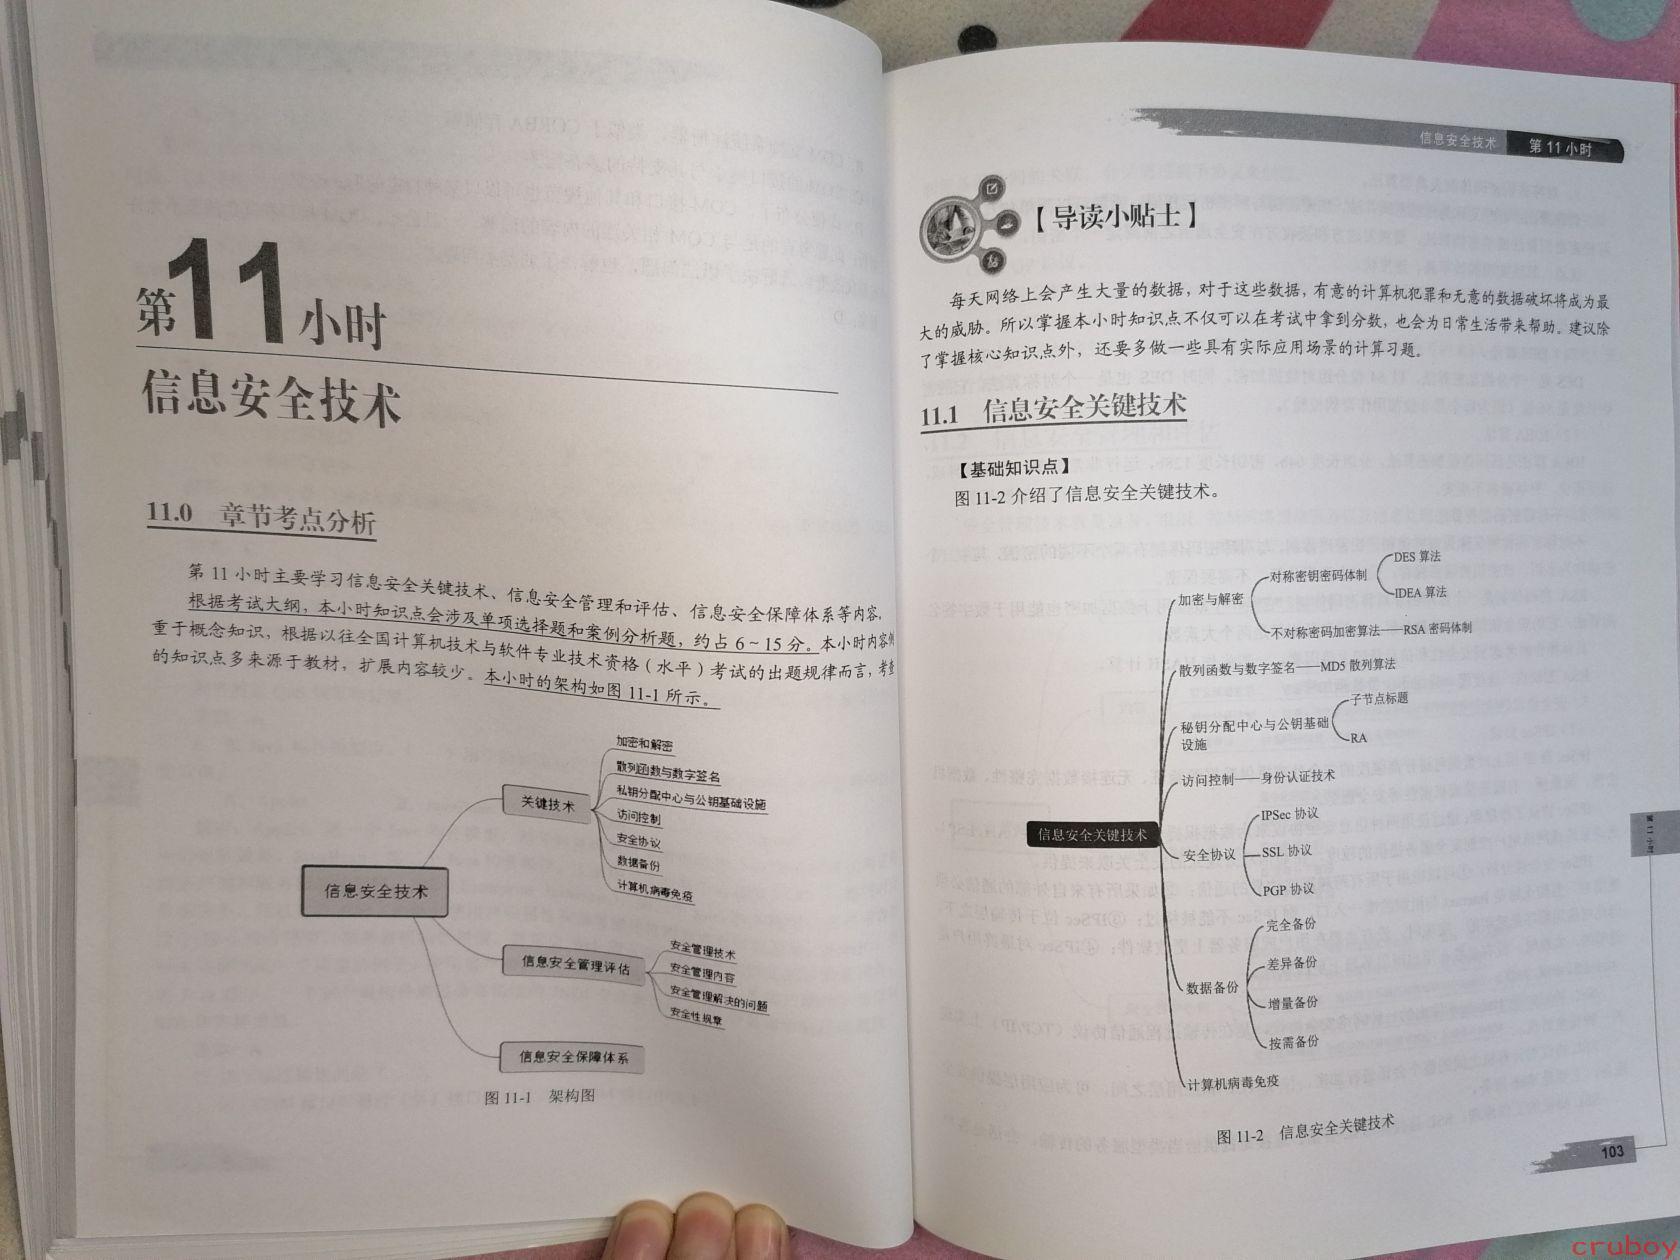 第11小时
信息安全技术
11.0 章节考点分析
第 11 小时主要学习信息安全关键技术、信息安全管理和评估、信息安全保障体系等内容。
根据考试大纲，本小时知识点会涉及单项选择题和案例分析题，约占 6～15 分。本小时内容侧
重于概念知识，根据以往全国计算机技术与软件专业技术资格（水平）考试的出题规律而言，考查
的知识点多来源于教材，扩展内容较少。本小时的架构如图 11-1 所示。
信息安全技术
关键技术
加密和解密
散列函数与数字签名
私钥分配中心与公钥基础设施
访问控制
安全协议
数据备份
计算机病毒免疫
信息安全管理评估
安全管理技术
安全管理内容
安全管理解决的问题
安全性规章
信息安全保障体系
图 11-1 架构图
信息安全技术 第 11 小时
【导读小贴士】
每天网络上会产生大量的数据，对于这些数据，有意的计算机犯罪和无意的数据破坏将成为最
大的威胁。所以掌握本小时知识点不仅可以在考试中拿到分数，也会为日常生活带来帮助。建议除
了掌握核心知识点外，还要多做一些具有实际应用场景的计算习题。
11.1 信息安全关键技术
【基础知识点】
图 11-2 介绍了信息安全关键技术。
信息安全关键技术
加密与解密
对称密钥密码体制
DES 算法
IDEA 算法
不对称密码加密算法——RSA 密码体制
散列函数与数字签名——MD5 散列算法
秘钥分配中心与公钥基础
设施
子节点标题
RA
访问控制——身份认证技术
安全协议
IPSec 协议
SSL 协议
PGP 协议
数据备份
完全备份
差异备份
增量备份
按需备份
计算机病毒免疫
图 11-2 信息安全关键技术
第11小时
103
cruboy